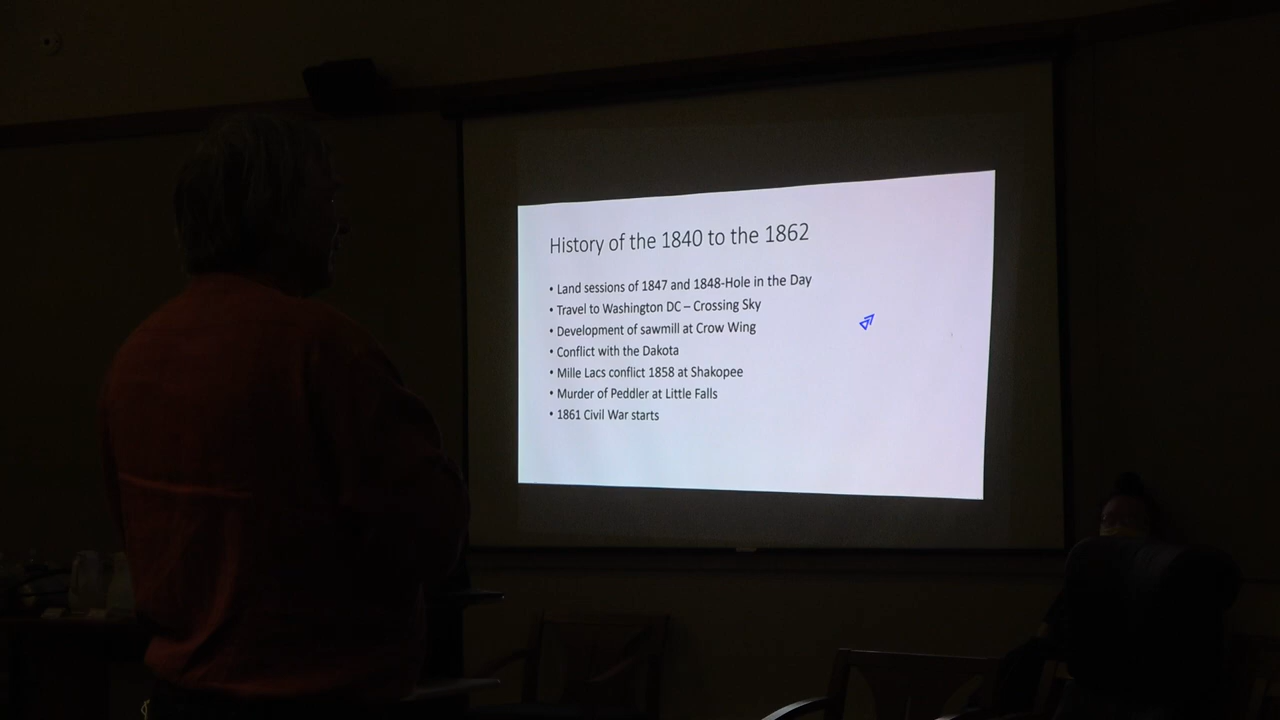 History of the 1840 to the 1862
• Land sessions of 1847 and 1848-Hole in the Day
• Travel to Washington DC – Crossing Sky
• Development of sawmill at Crow Wing
• Conflict with the Dakota
• Mille Lacs conflict 1858 at Shakopee
• Murder of Peddler at Little Falls
• 1861 Civil War starts